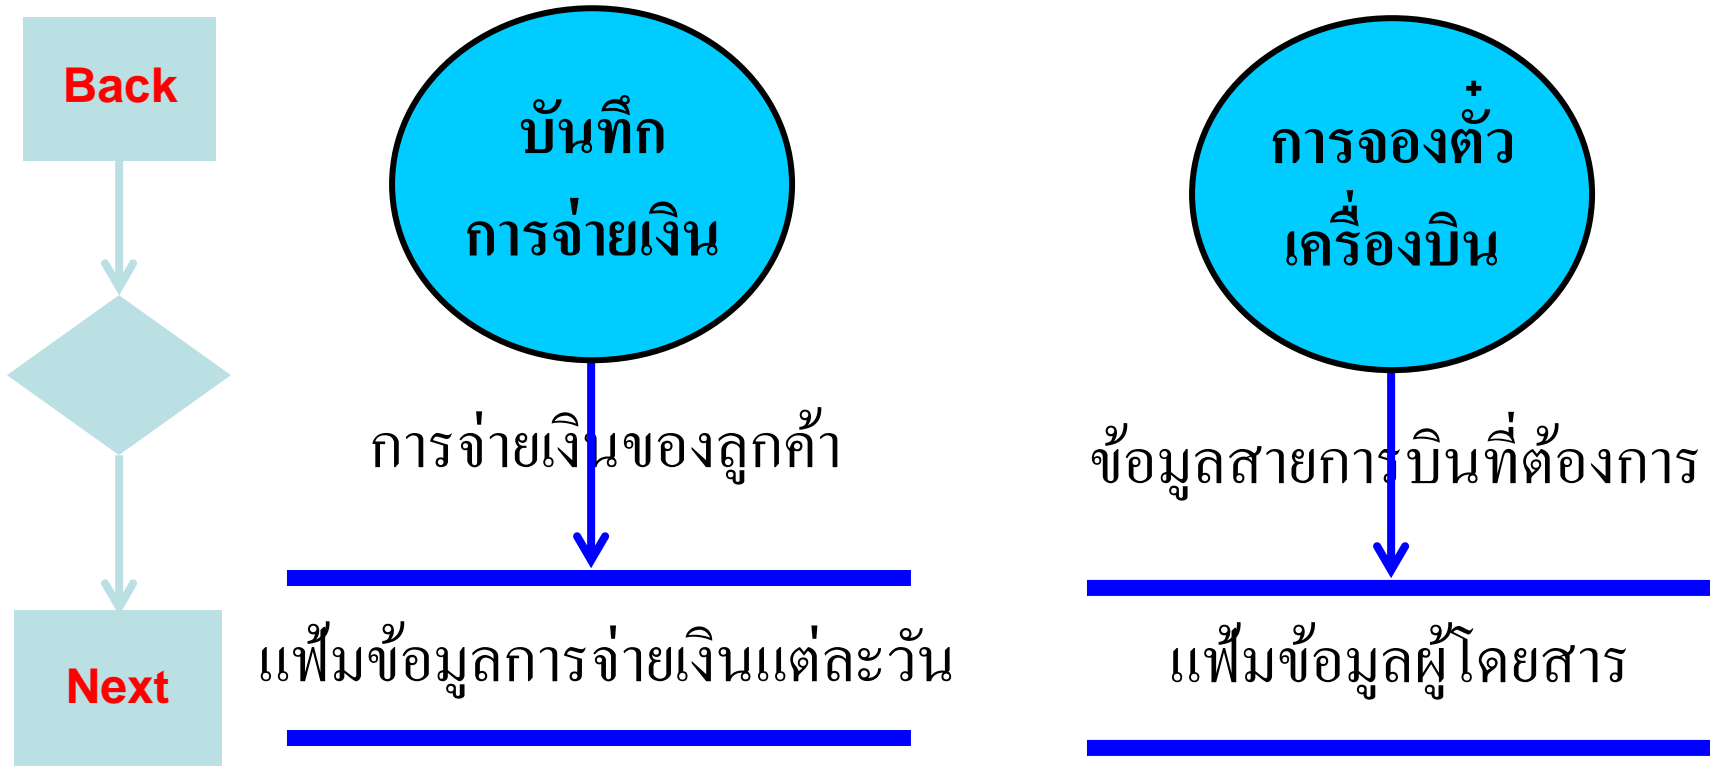 Back
Next
บันทึก
การจ่ายเงิน
การจ่ายเงินของลูกค้า
แฟ้มข้อมูลการจ่ายเงินแต่ละวัน
การจองตั๋ว
เครื่องบิน
ข้อมูลสายการบินที่ต้องการ
แฟ้มข้อมูลผู้โดยสาร